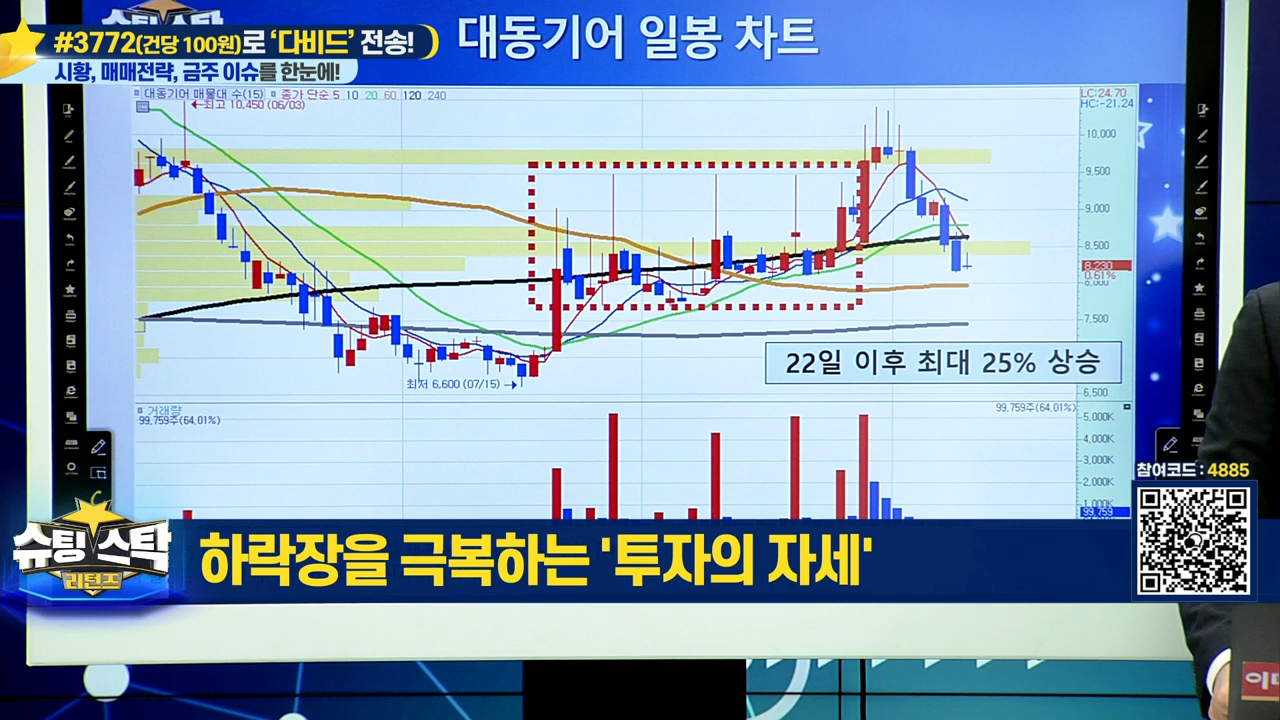 슈팅스탁
#3772(건당 100원)로 '다비드' 전송!
시황, 매매전략, 금주 이슈를 한눈에!
대동기어 일봉 차트
대동기어 매물대 수(15) 종가 단순 5 10 20 60 120 240
최고 10,450 (06/03)
LC:24.70
HC:-21.24
10,000
9,500
9,000
8,500
8,230
0.61%
8,000
7,500
6,500
22일 이후 최대 25% 상승
최저 6,600 (07/15)
거래량
99,759주(64.01%)
99,759주(64.01%)
5,000K
4,000K
3,000K
2,000K
1,000K
99,759
참여코드 : 4885
슈팅 스탁
리턴즈
하락장을 극복하는 '투자의 자세'